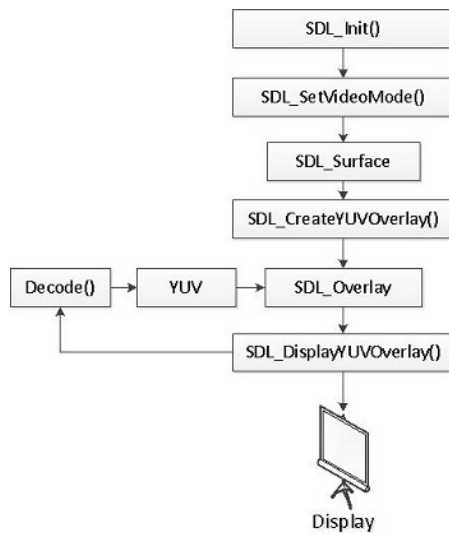 SDL_Init()
SDL_SetVideoMode()
SDL_Surface
SDL_CreateYUVOverlay()
Decode()
YUV
SDL_Overlay
SDL_DisplayYUVOverlay()
Display